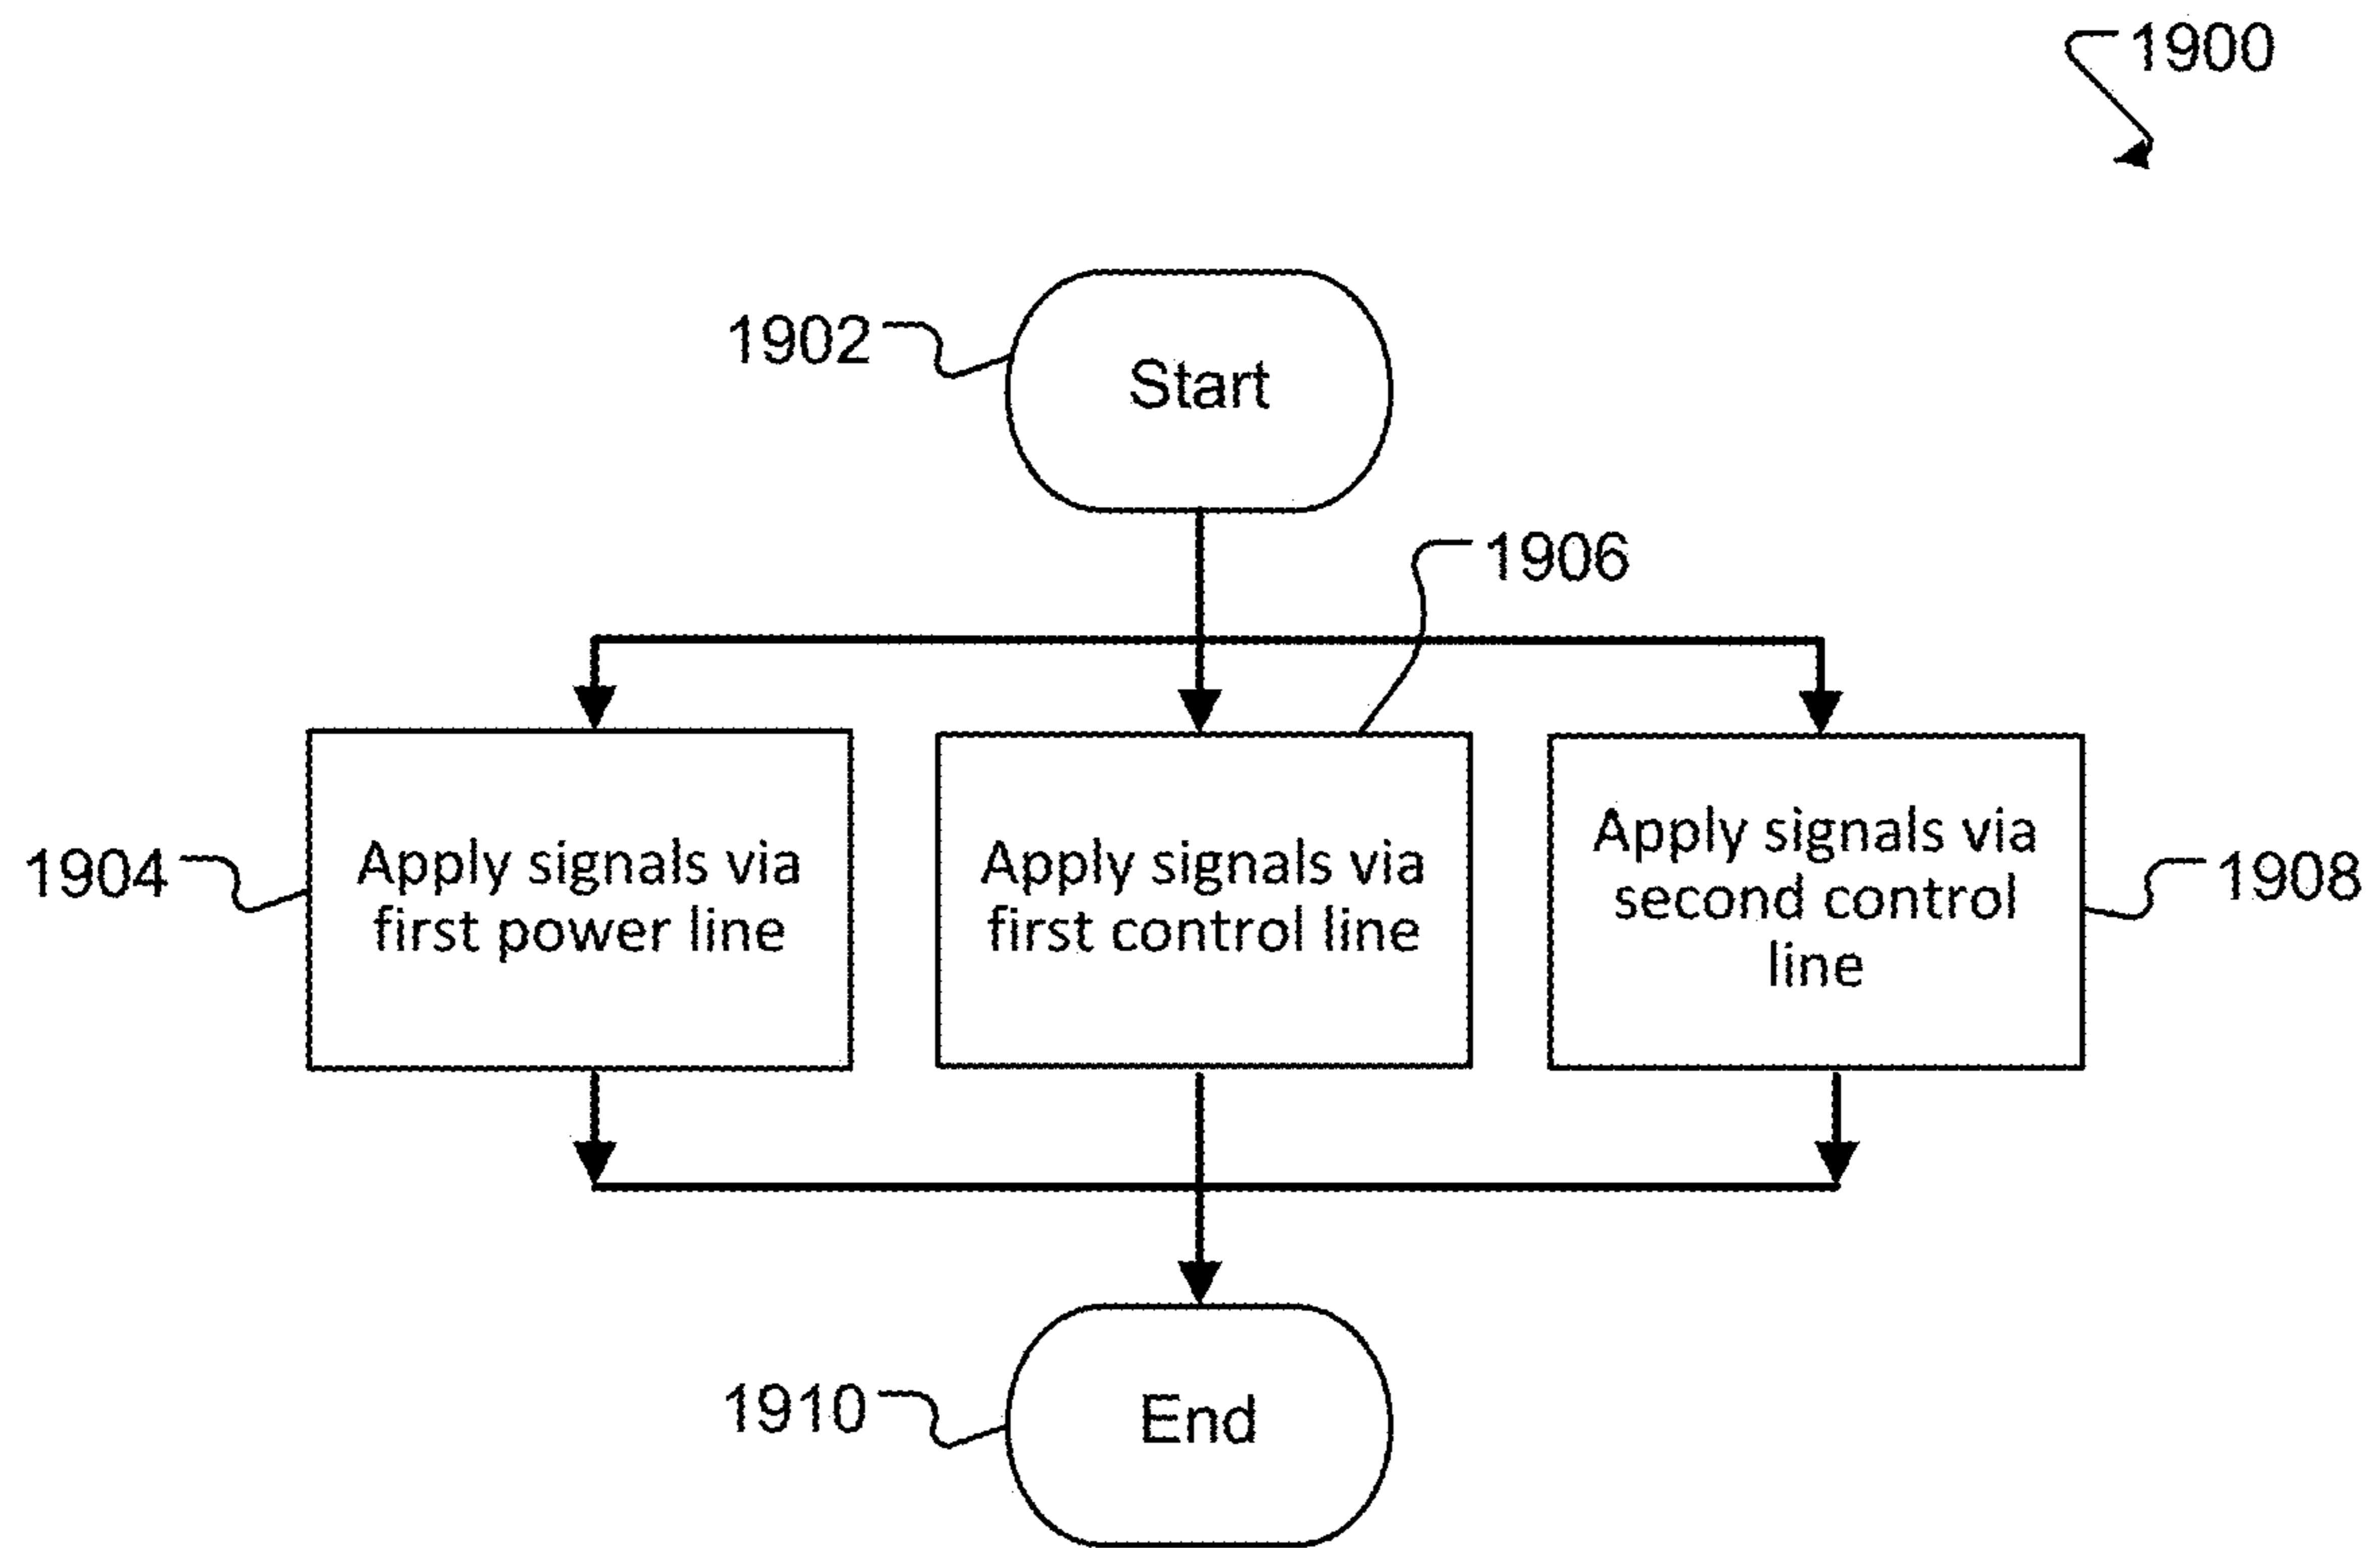 1900
1902
Start
1906
1904
Apply signals via
first power line
Apply signals via
first control line
Apply signals via
second control
line
1908
1910
End